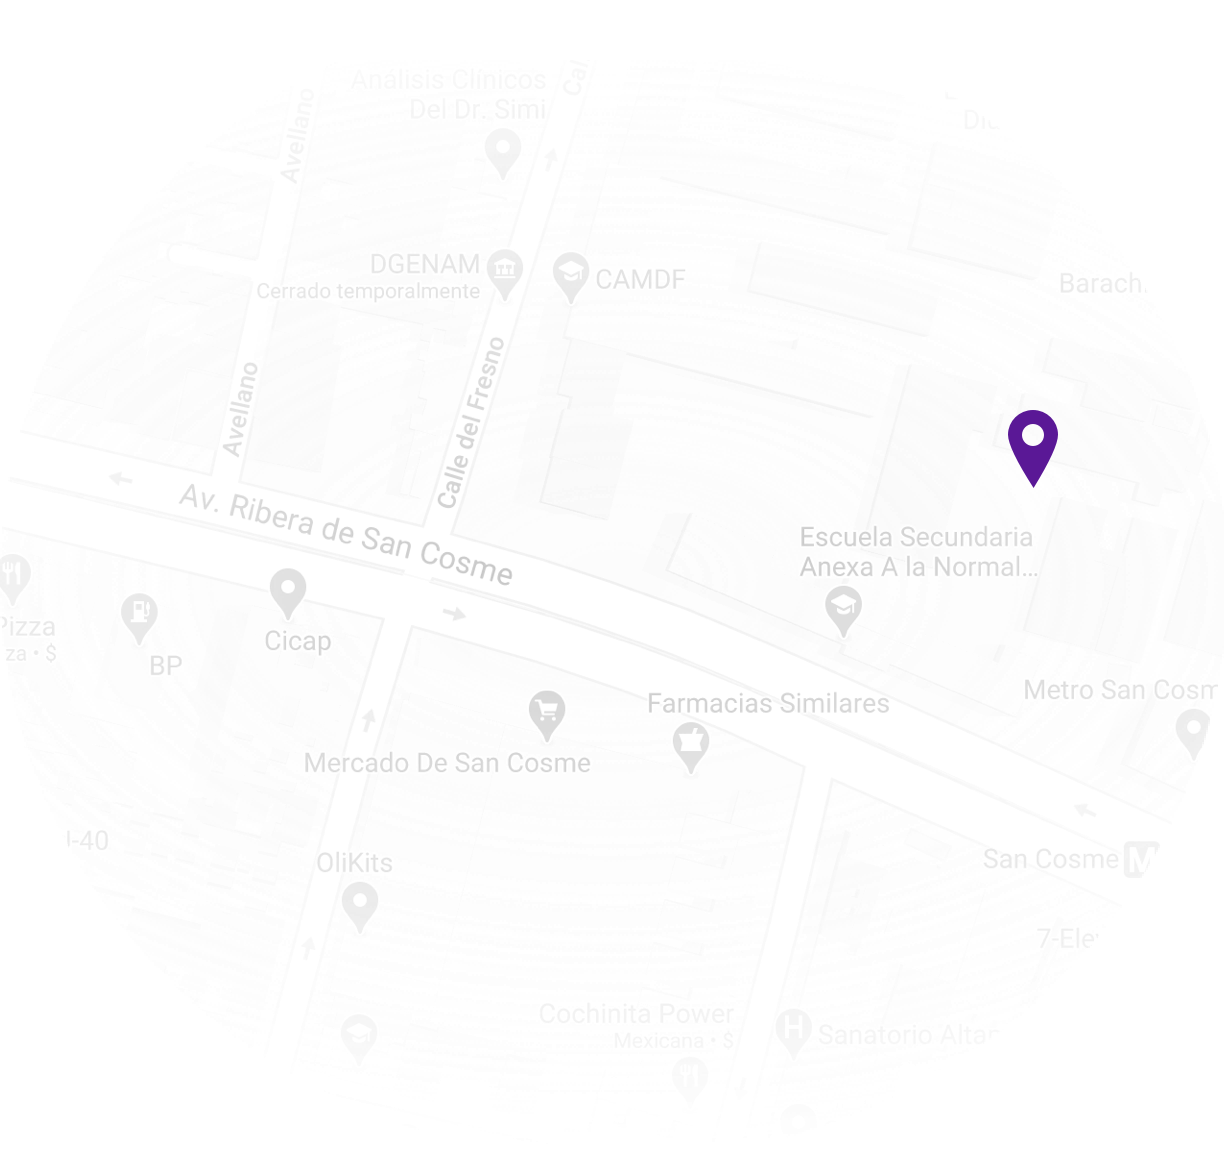 Análisis Clínicos
Del Dr. Simi
Cal
Avellano
DGENAM
Cerrado temporalmente
CAMDF
Barach.
Avellano
Calle del Fresno
Av. Ribera de San Cosme
Escuela Secundaria
Anexa A la Normal...
Pizza
za • $
BP
Cicap
Metro San Cosm
Farmacias Similares
Mercado De San Cosme
I-40
OliKits
San Cosme M
7-Ele
Cochinita Power
Mexicana • $
H
Sanatorio Alta